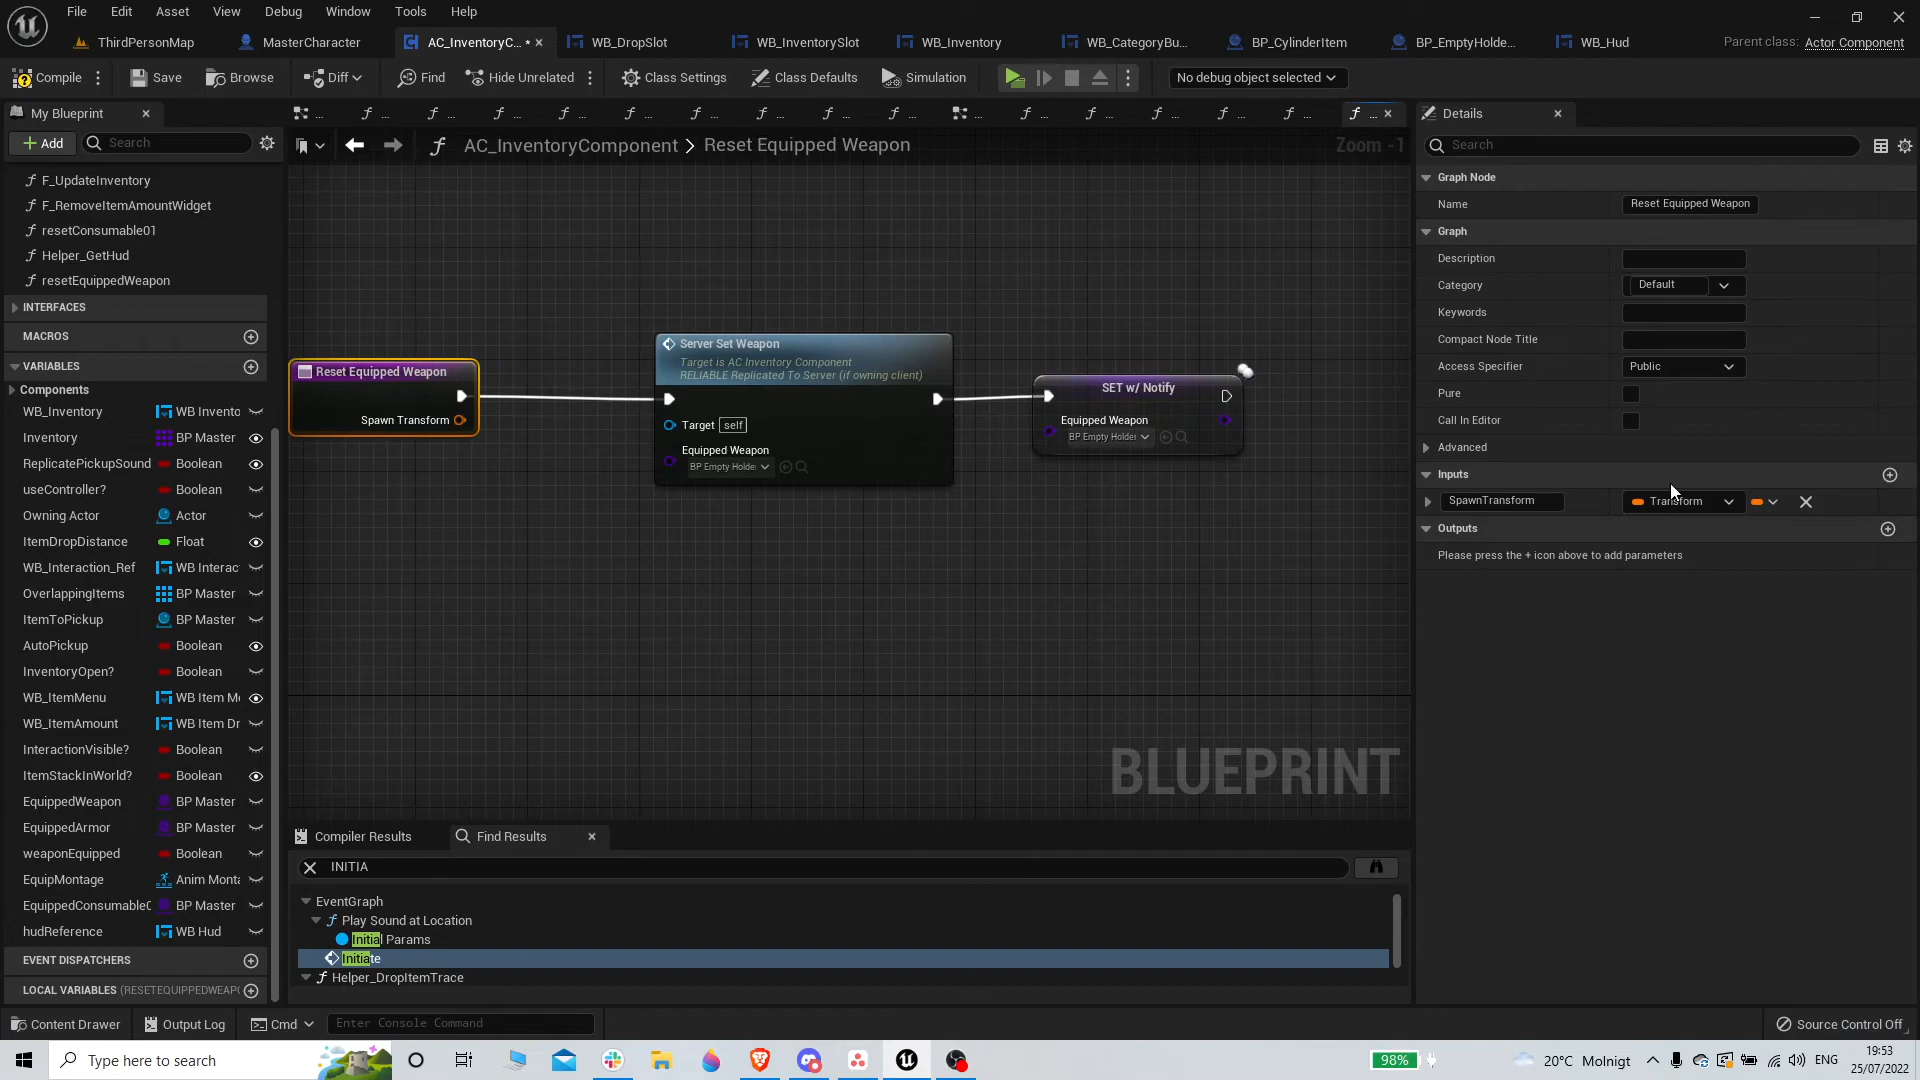 File Edit Asset View Debug Window Tools Help
ThirdPersonMap MasterCharacter AC_InventoryC... * WB_DropSlot WB_InventorySlot WB_Inventory WB_CategoryBu... BP_CylinderItem BP_EmptyHolde... WB_Hud Parent class: Actor Component
Compile Save Browse Diff Find Hide Unrelated Class Settings Class Defaults Simulation No debug object selected
My Blueprint
Add Search
AC_InventoryComponent > Reset Equipped Weapon Zoom -1
F_UpdateInventory
F_RemoveItemAmountWidget
resetConsumable01
Helper_GetHud
resetEquippedWeapon
INTERFACES
MACROS
VARIABLES
Components
WB_Inventory WB Invento
Inventory BP Master
ReplicatePickupSound Boolean
useController? Boolean
Owning Actor Actor
ItemDropDistance Float
WB_Interaction_Ref WB Interac
OverlappingItems BP Master
ItemToPickup BP Master
AutoPickup Boolean
InventoryOpen? Boolean
WB_ItemMenu WB Item M
WB_ItemAmount WB Item Dr
InteractionVisible? Boolean
ItemStackInWorld? Boolean
EquippedWeapon BP Master
EquippedArmor BP Master
weaponEquipped Boolean
EquipMontage Anim Monta
EquippedConsumable BP Master
hudReference WB Hud
EVENT DISPATCHERS
LOCAL VARIABLES (RESETEQUIPPEDWEAP
Reset Equipped Weapon
Spawn Transform
Server Set Weapon
Target is AC Inventory Component
RELIABLE Replicated To Server (if owning client)
Target self
Equipped Weapon
BP Empty Holde
SET w/ Notify
Equipped Weapon
BP Empty Holde
BLUEPRINT
Compiler Results Find Results
INITIA
EventGraph
Play Sound at Location
Initial Params
Initiate
Helper_DropItemTrace
Details
Search
Graph Node
Name Reset Equipped Weapon
Graph
Description
Category Default
Keywords
Compact Node Title
Access Specifier Public
Pure
Call In Editor
Advanced
Inputs
SpawnTransform Transform
Outputs
Please press the + icon above to add parameters
Content Drawer Output Log Cmd Enter Console Command Source Control Off
Type here to search 98% 20°C Molnigt ENG 19:53
25/07/2022